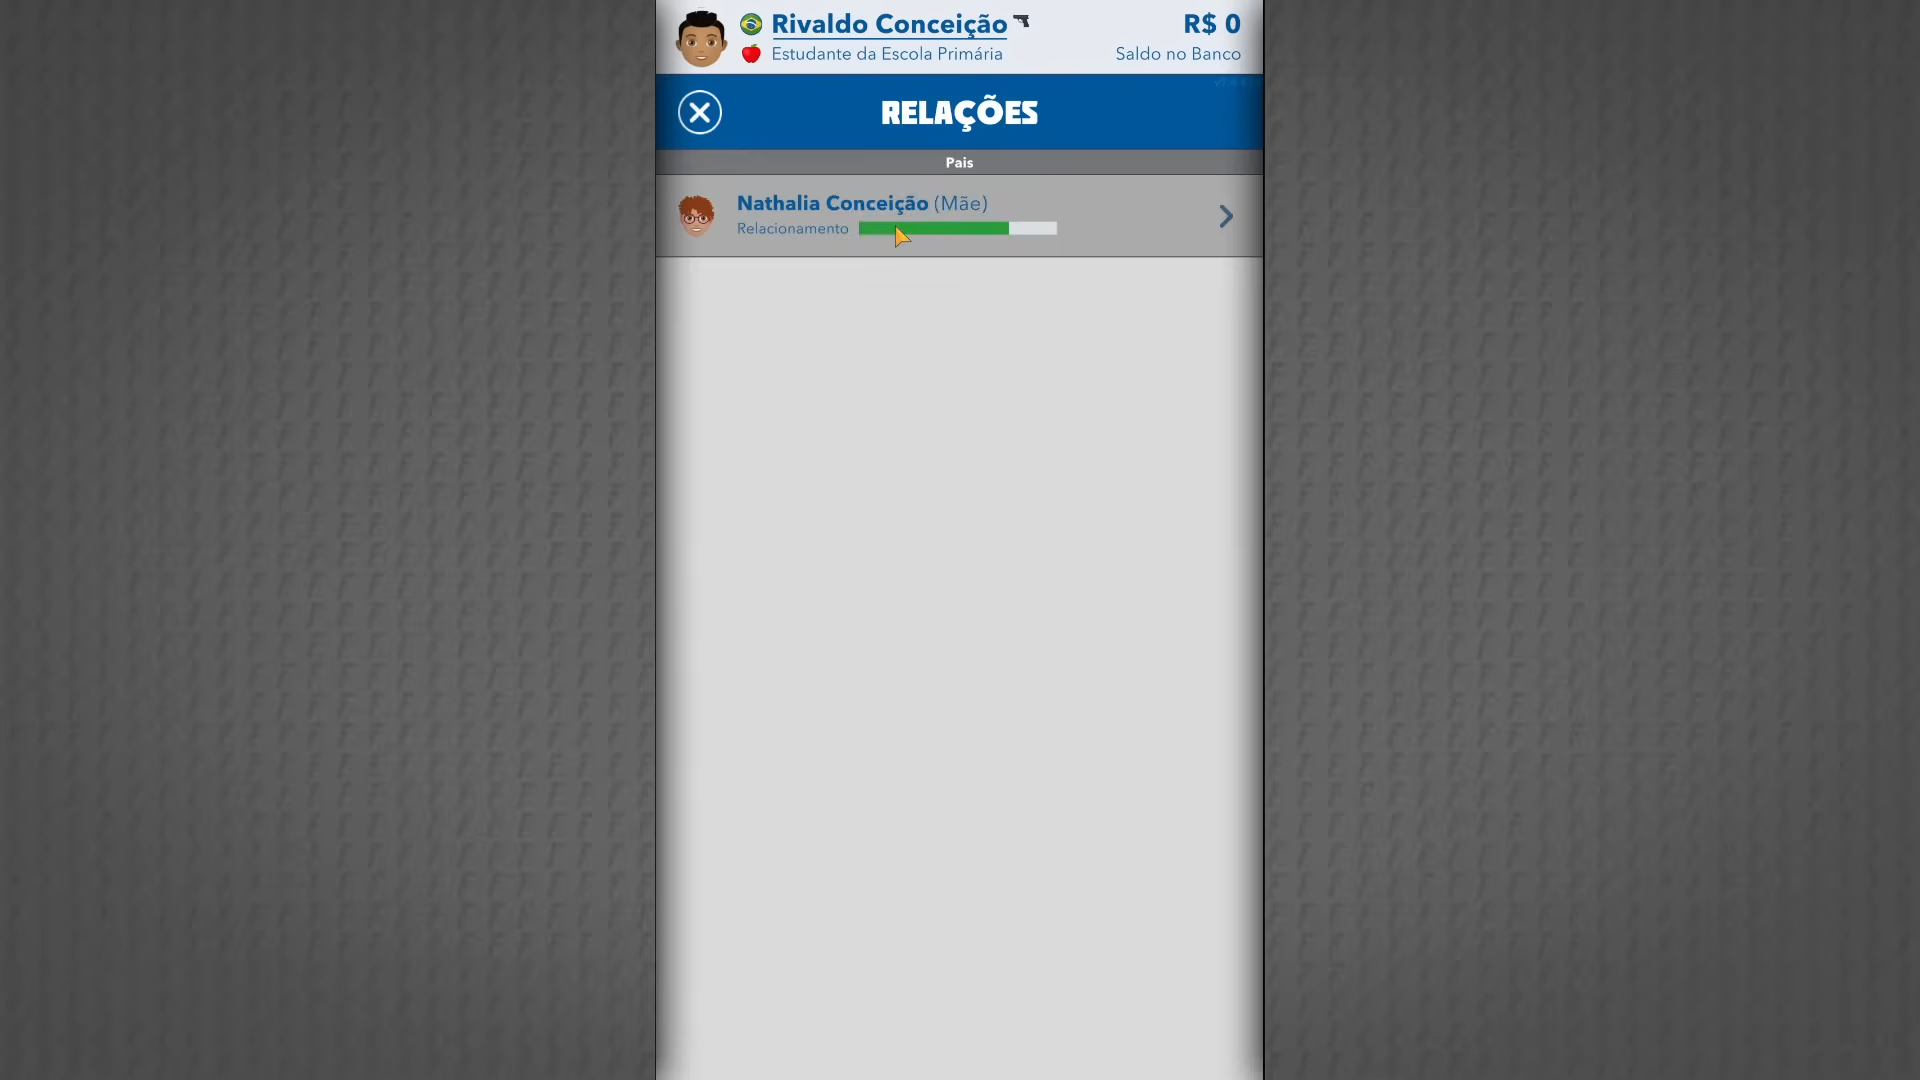 Rivaldo Conceição
R$ 0
Estudante da Escola Primária
Saldo no Banco
RELAÇÕES
Pais
Nathalia Conceição (Mãe)
Relacionamento